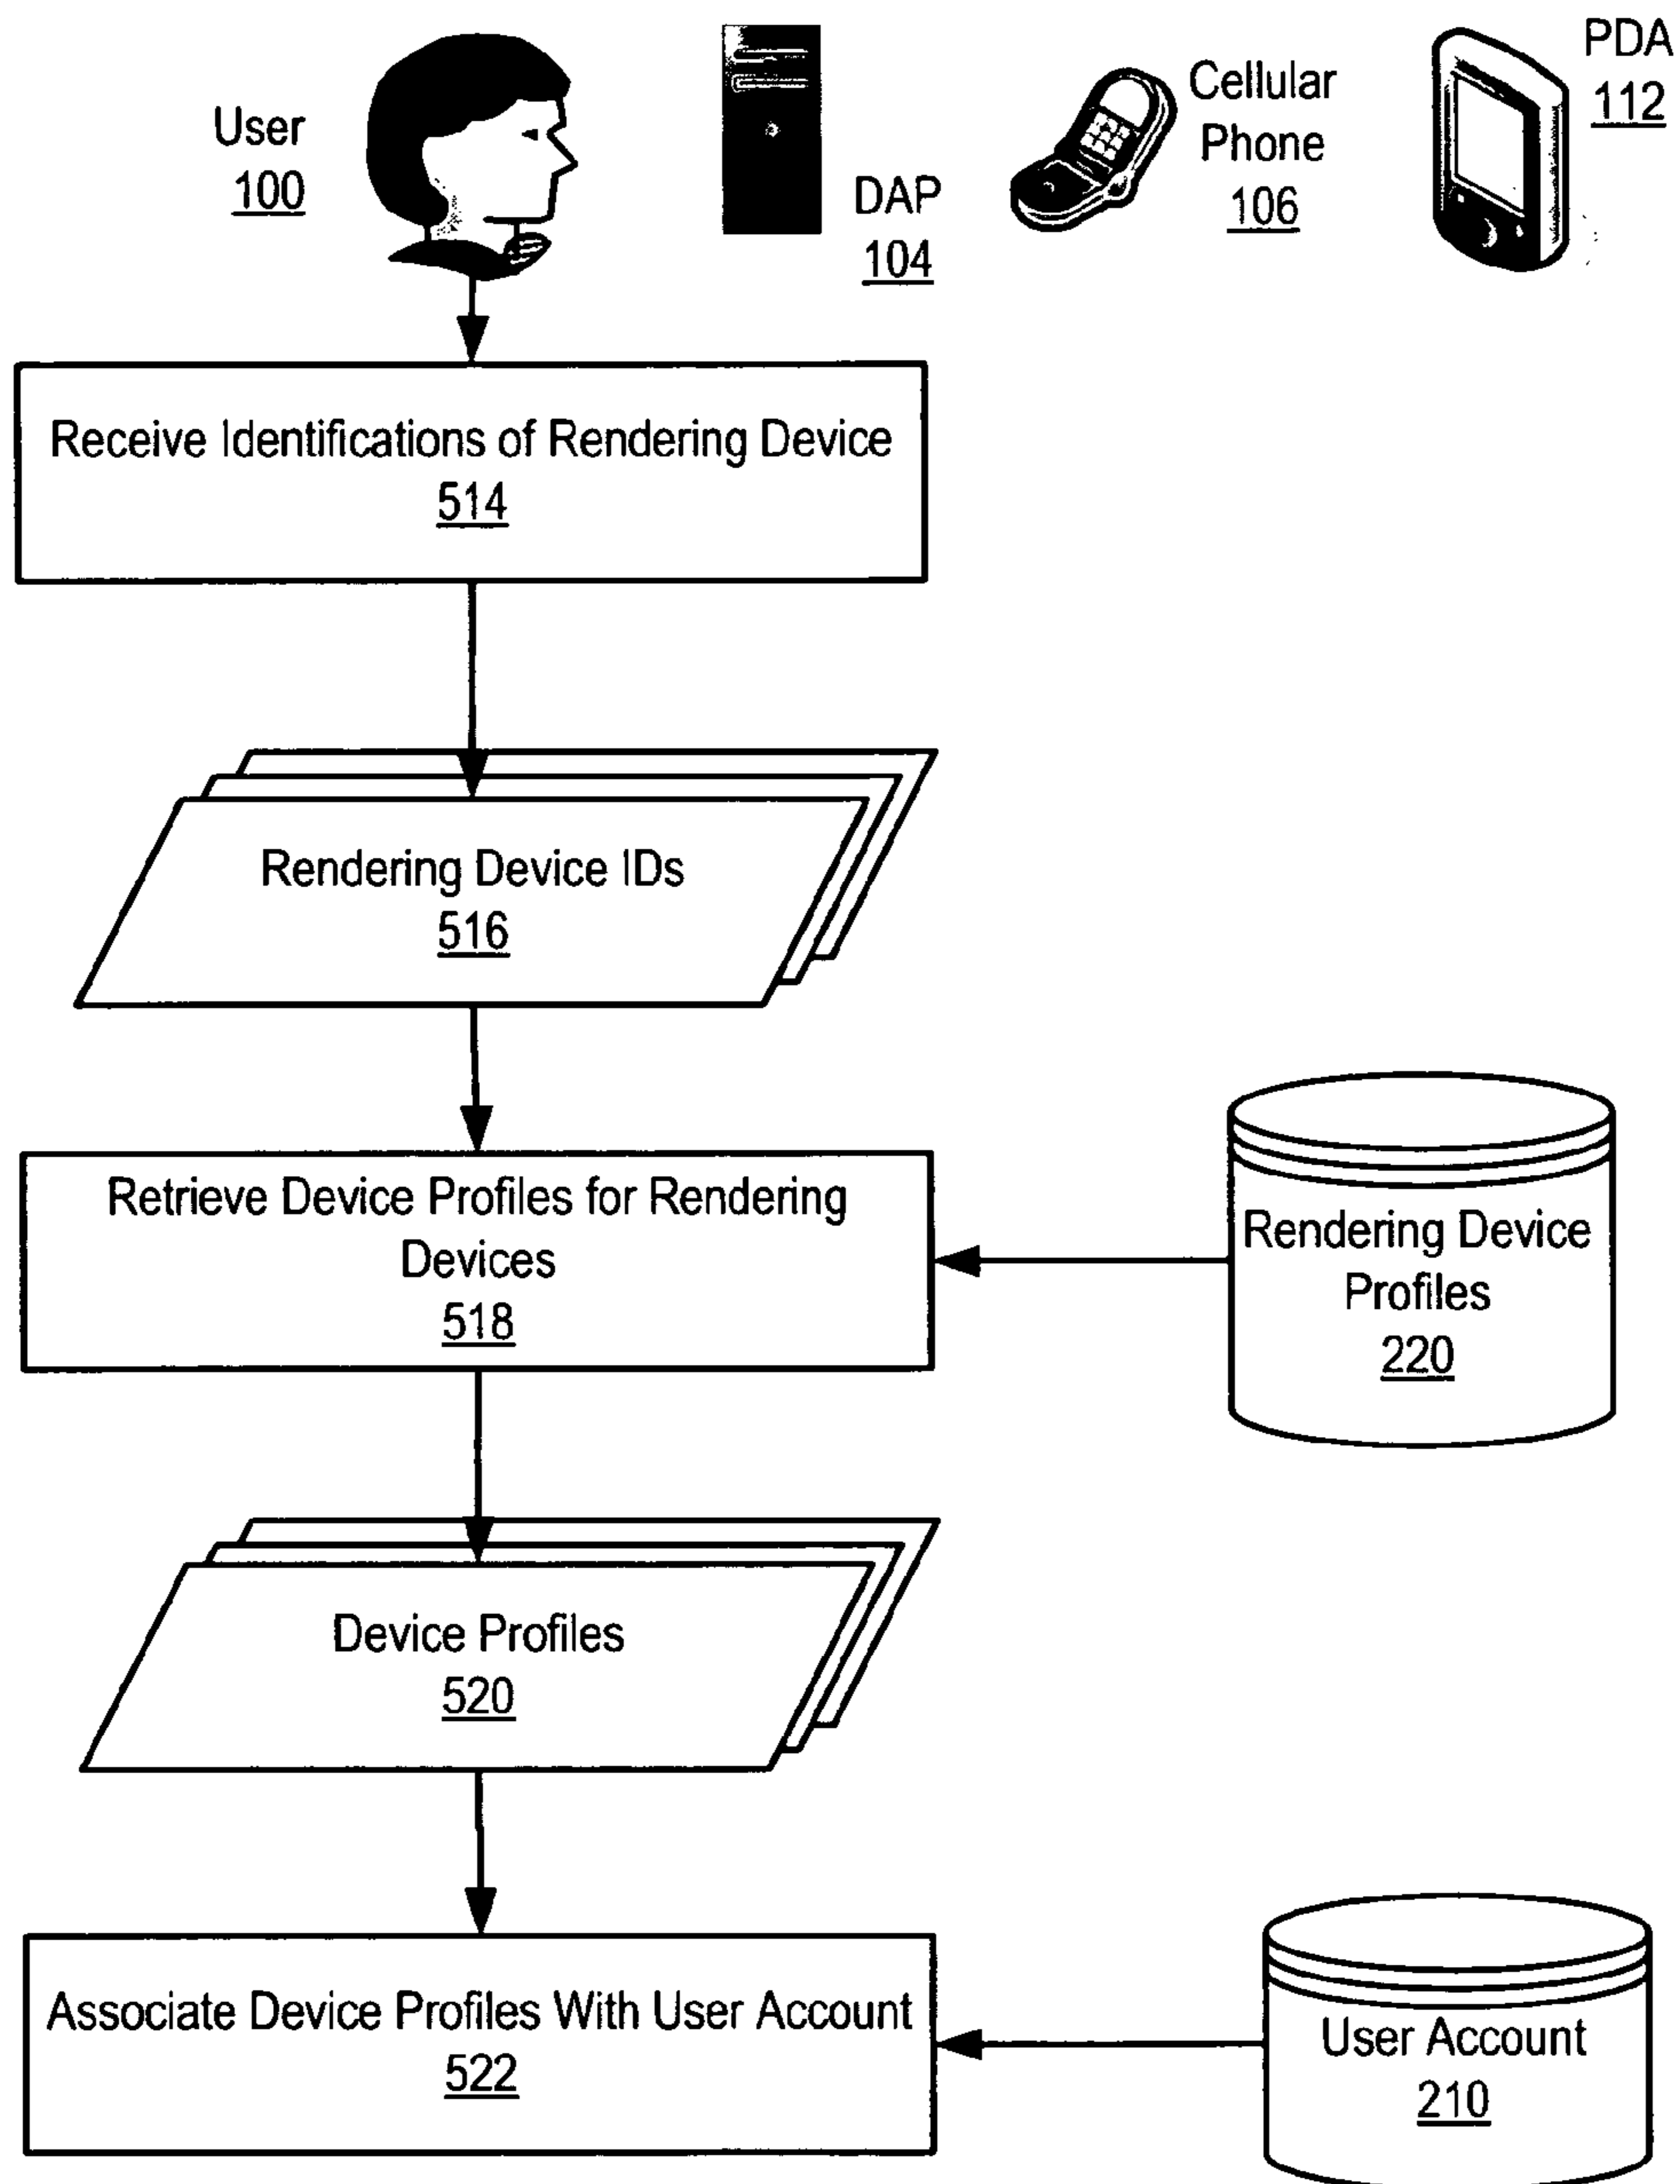 User
100
DAP
104
Cellular
Phone
106
PDA
112
Receive Identifications of Rendering Device
514
Rendering Device IDs
516
Retrieve Device Profiles for Rendering
Devices
518
Rendering Device
Profiles
220
Device Profiles
520
Associate Device Profiles With User Account
522
User Account
210